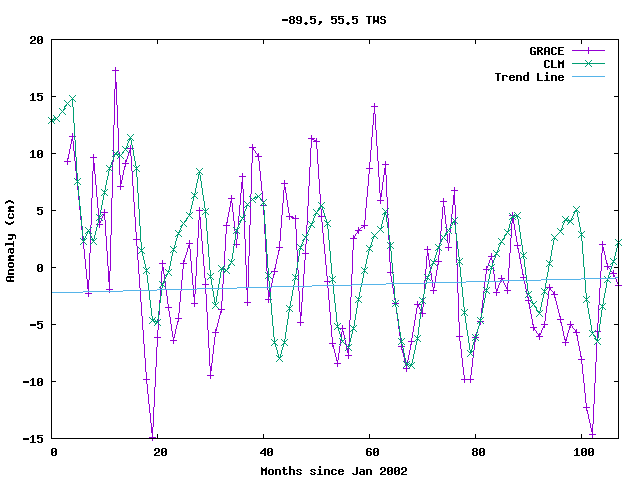 -89.5, 55.5 TWS
GRACE
CLM
Trend Line
20
15
10
5
0
-5
-10
-15
Anomaly (cm)
0 20 40 60 80 100
Months since Jan 2002